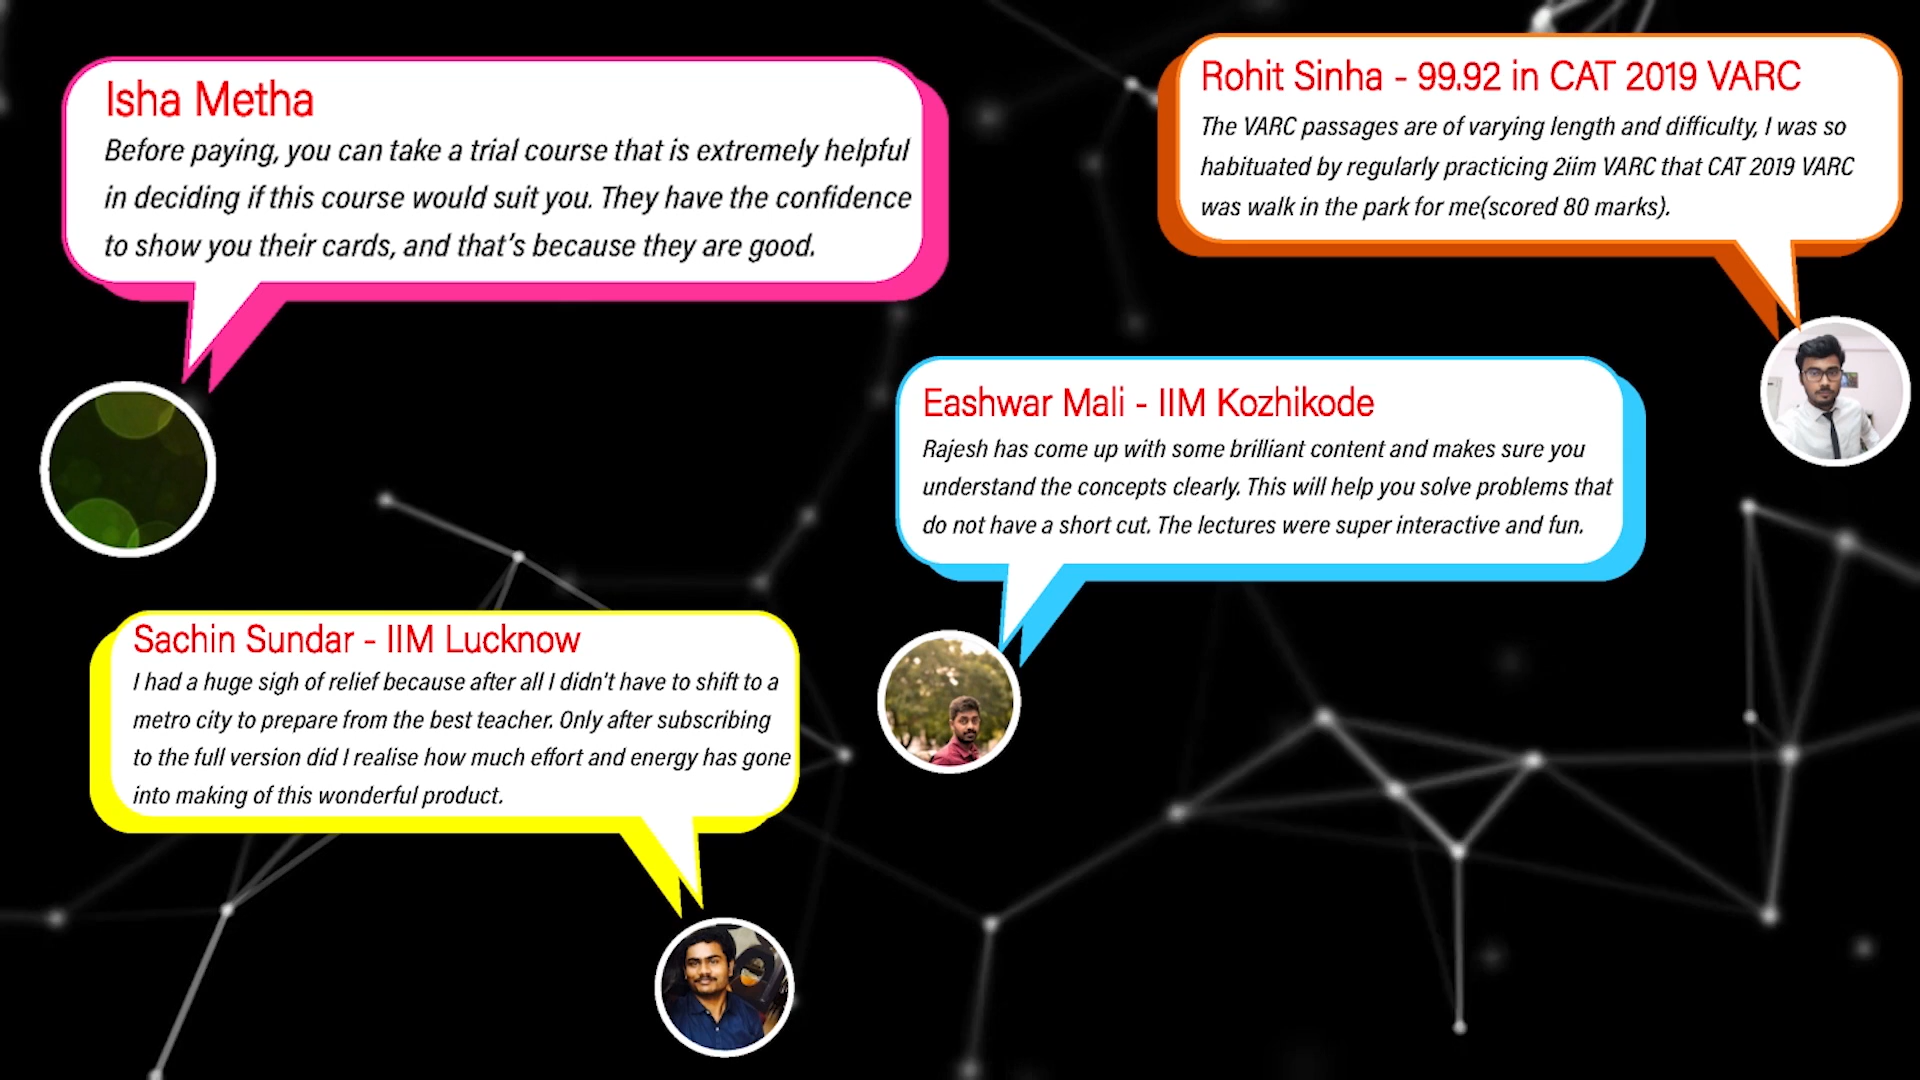 Isha Metha
Before paying, you can take a trial course that is extremely helpful
in deciding if this course would suit you. They have the confidence
to show you their cards, and that's because they are good.
Rohit Sinha - 99.92 in CAT 2019 VARC
The VARC passages are of varying length and difficulty, I was so
habituated by regularly practicing 2iim VARC that CAT 2019 VARC
was walk in the park for me(scored 80 marks).
Eashwar Mali - IIM Kozhikode
Rajesh has come up with some brilliant content and makes sure you
understand the concepts clearly. This will help you solve problems that
do not have a short cut. The lectures were super interactive and fun.
Sachin Sundar - IIM Lucknow
I had a huge sigh of relief because after all I didn't have to shift to a
metro city to prepare from the best teacher. Only after subscribing
to the full version did I realise how much effort and energy has gone
into making of this wonderful product.